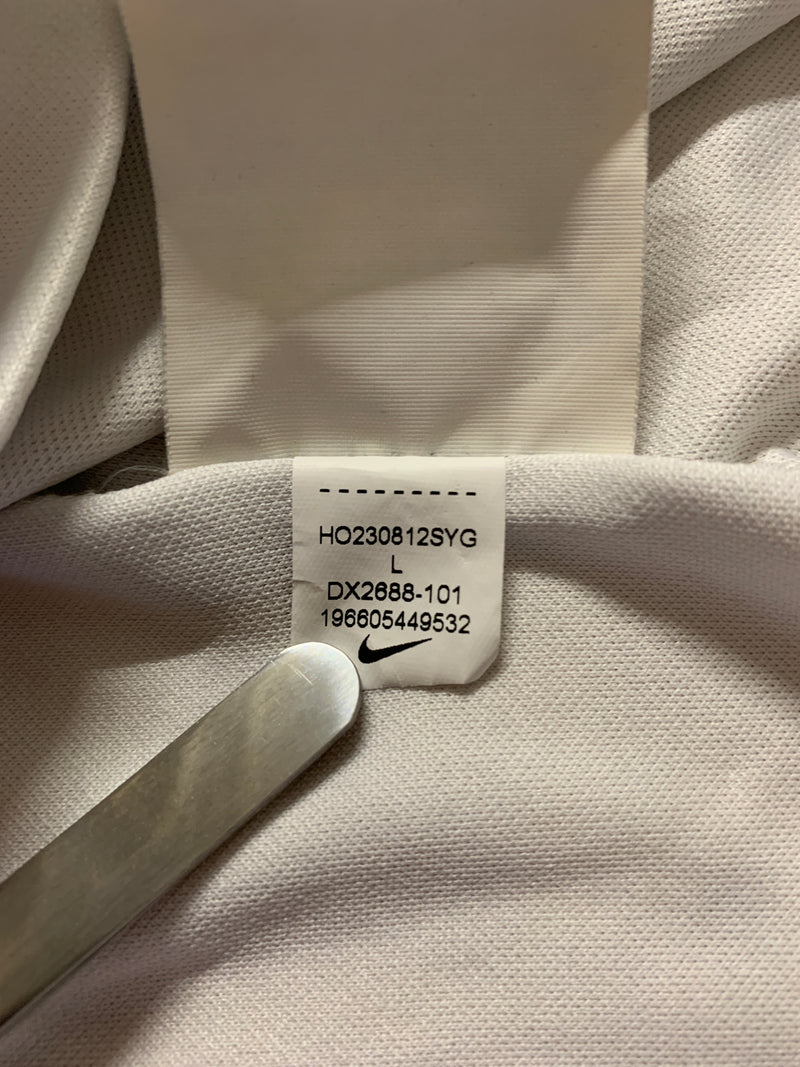 ---------
HO230812SYG
L
DX2688-101
196605449532